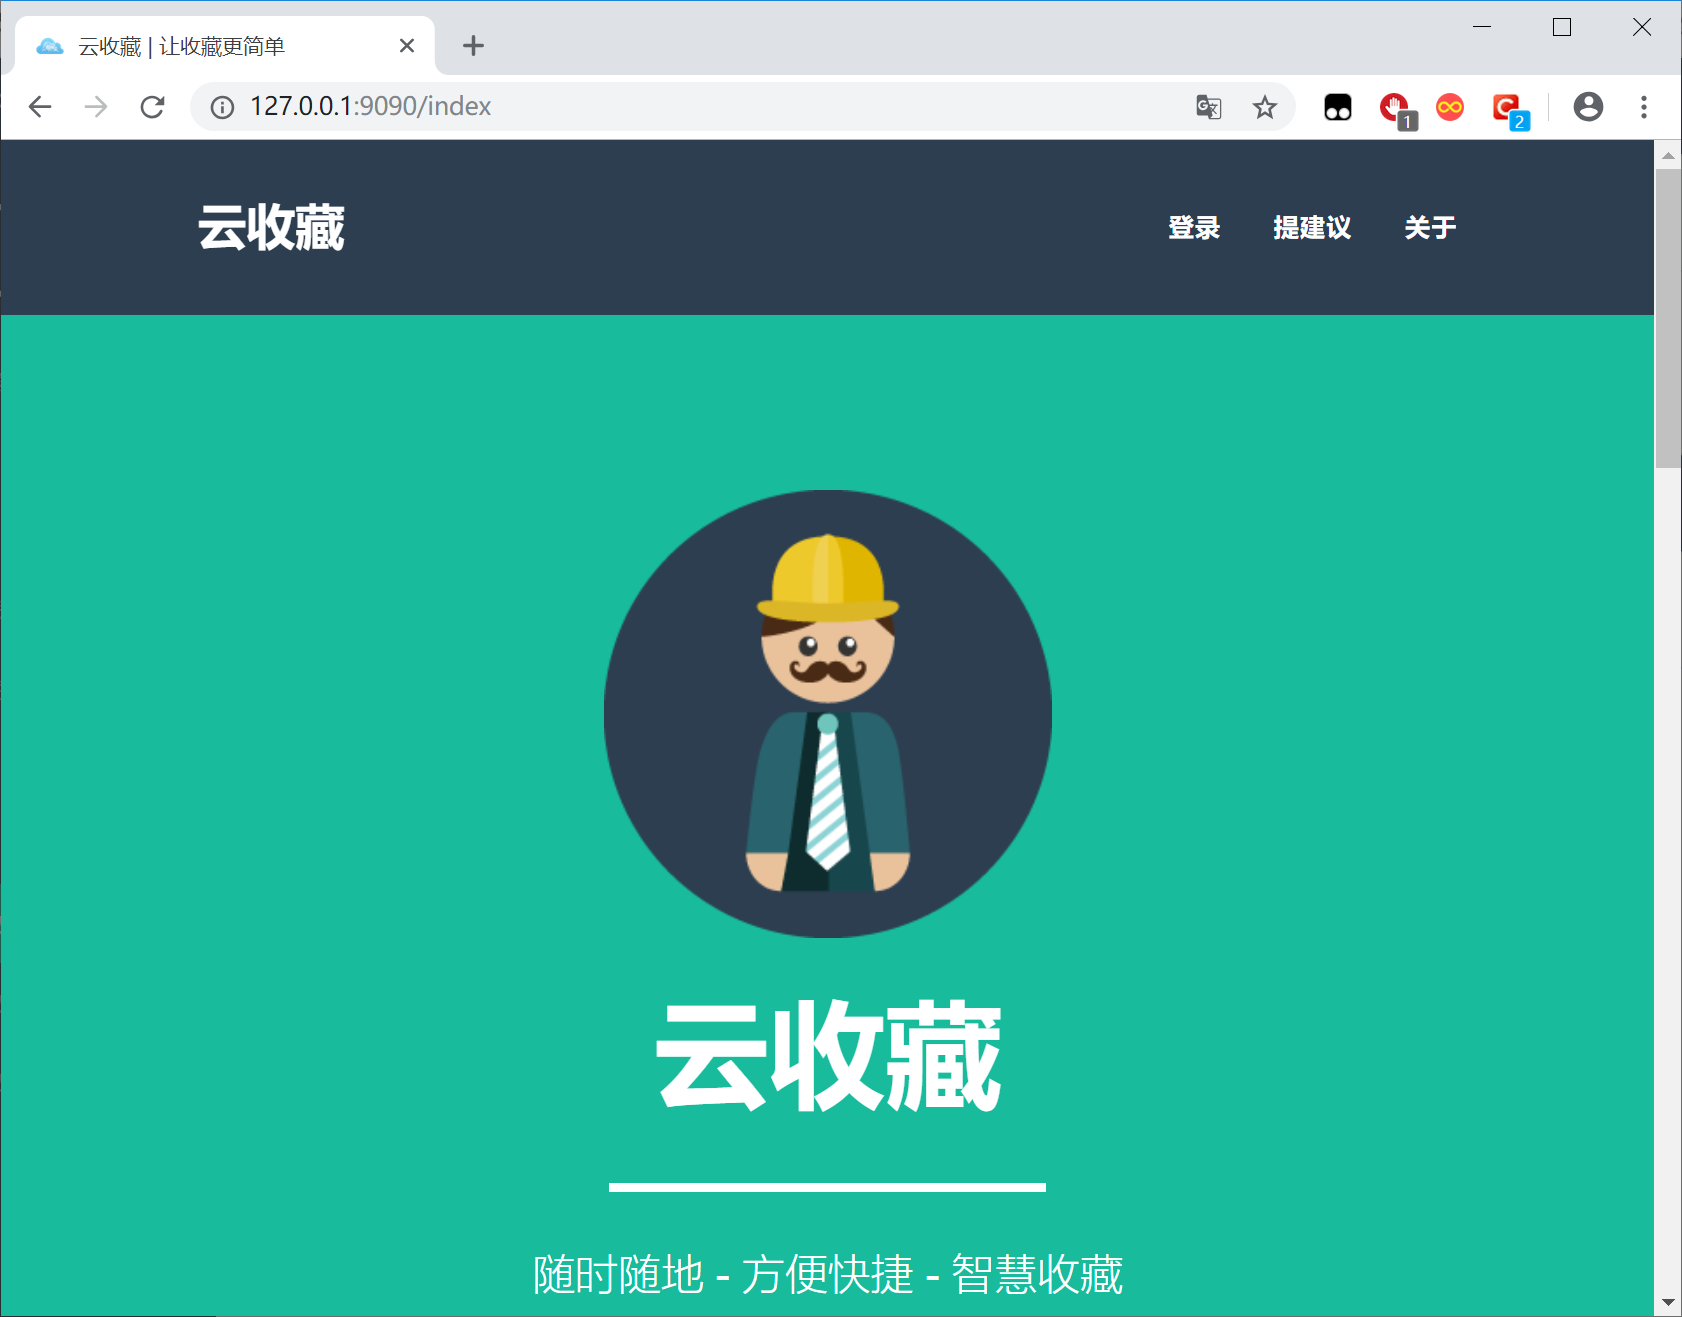 云收藏 | 让收藏更简单
127.0.0.1:9090/index
1
2
云收藏
登录 提建议 关于
云收藏
随时随地 - 方便快捷 - 智慧收藏